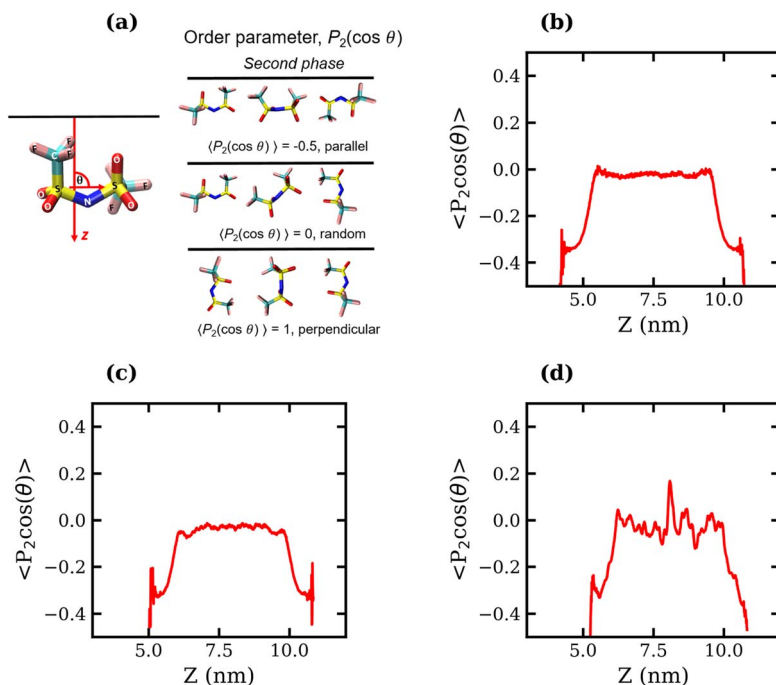 (a)
Order parameter, P₂(cos θ)
Second phase
⟨P₂(cos θ) ⟩ = -0.5, parallel
⟨P₂(cos θ) ⟩ = 0, random
⟨P₂(cos θ) ⟩ = 1, perpendicular
F
F
F
C
θ
O
O
S
S
F
O
O
N
F
O
z
(b)
<P₂cos(θ)>
0.4
0.2
0.0
−0.2
−0.4
5.0 7.5 10.0
Z (nm)
(c)
<P₂cos(θ)>
0.4
0.2
0.0
−0.2
−0.4
5.0 7.5 10.0
Z (nm)
(d)
<P₂cos(θ)>
0.4
0.2
0.0
−0.2
−0.4
5.0 7.5 10.0
Z (nm)